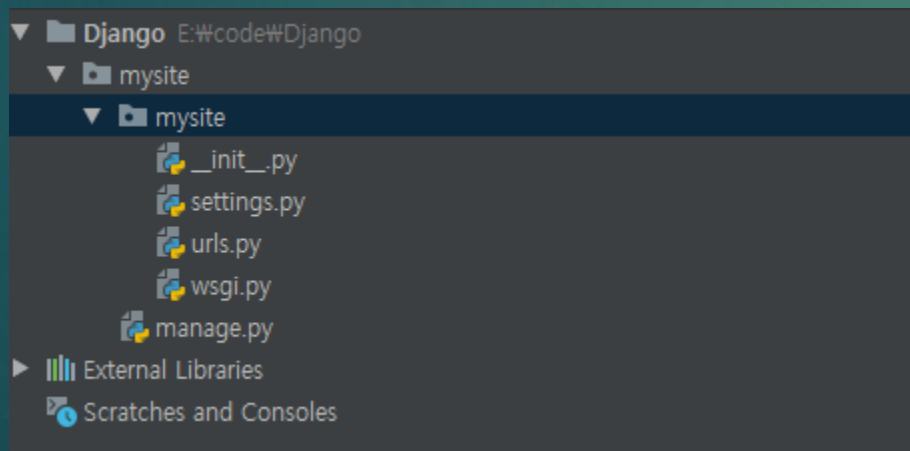 Django E:₩code₩Django
mysite
mysite
__init__.py
settings.py
urls.py
wsgi.py
manage.py
External Libraries
Scratches and Consoles